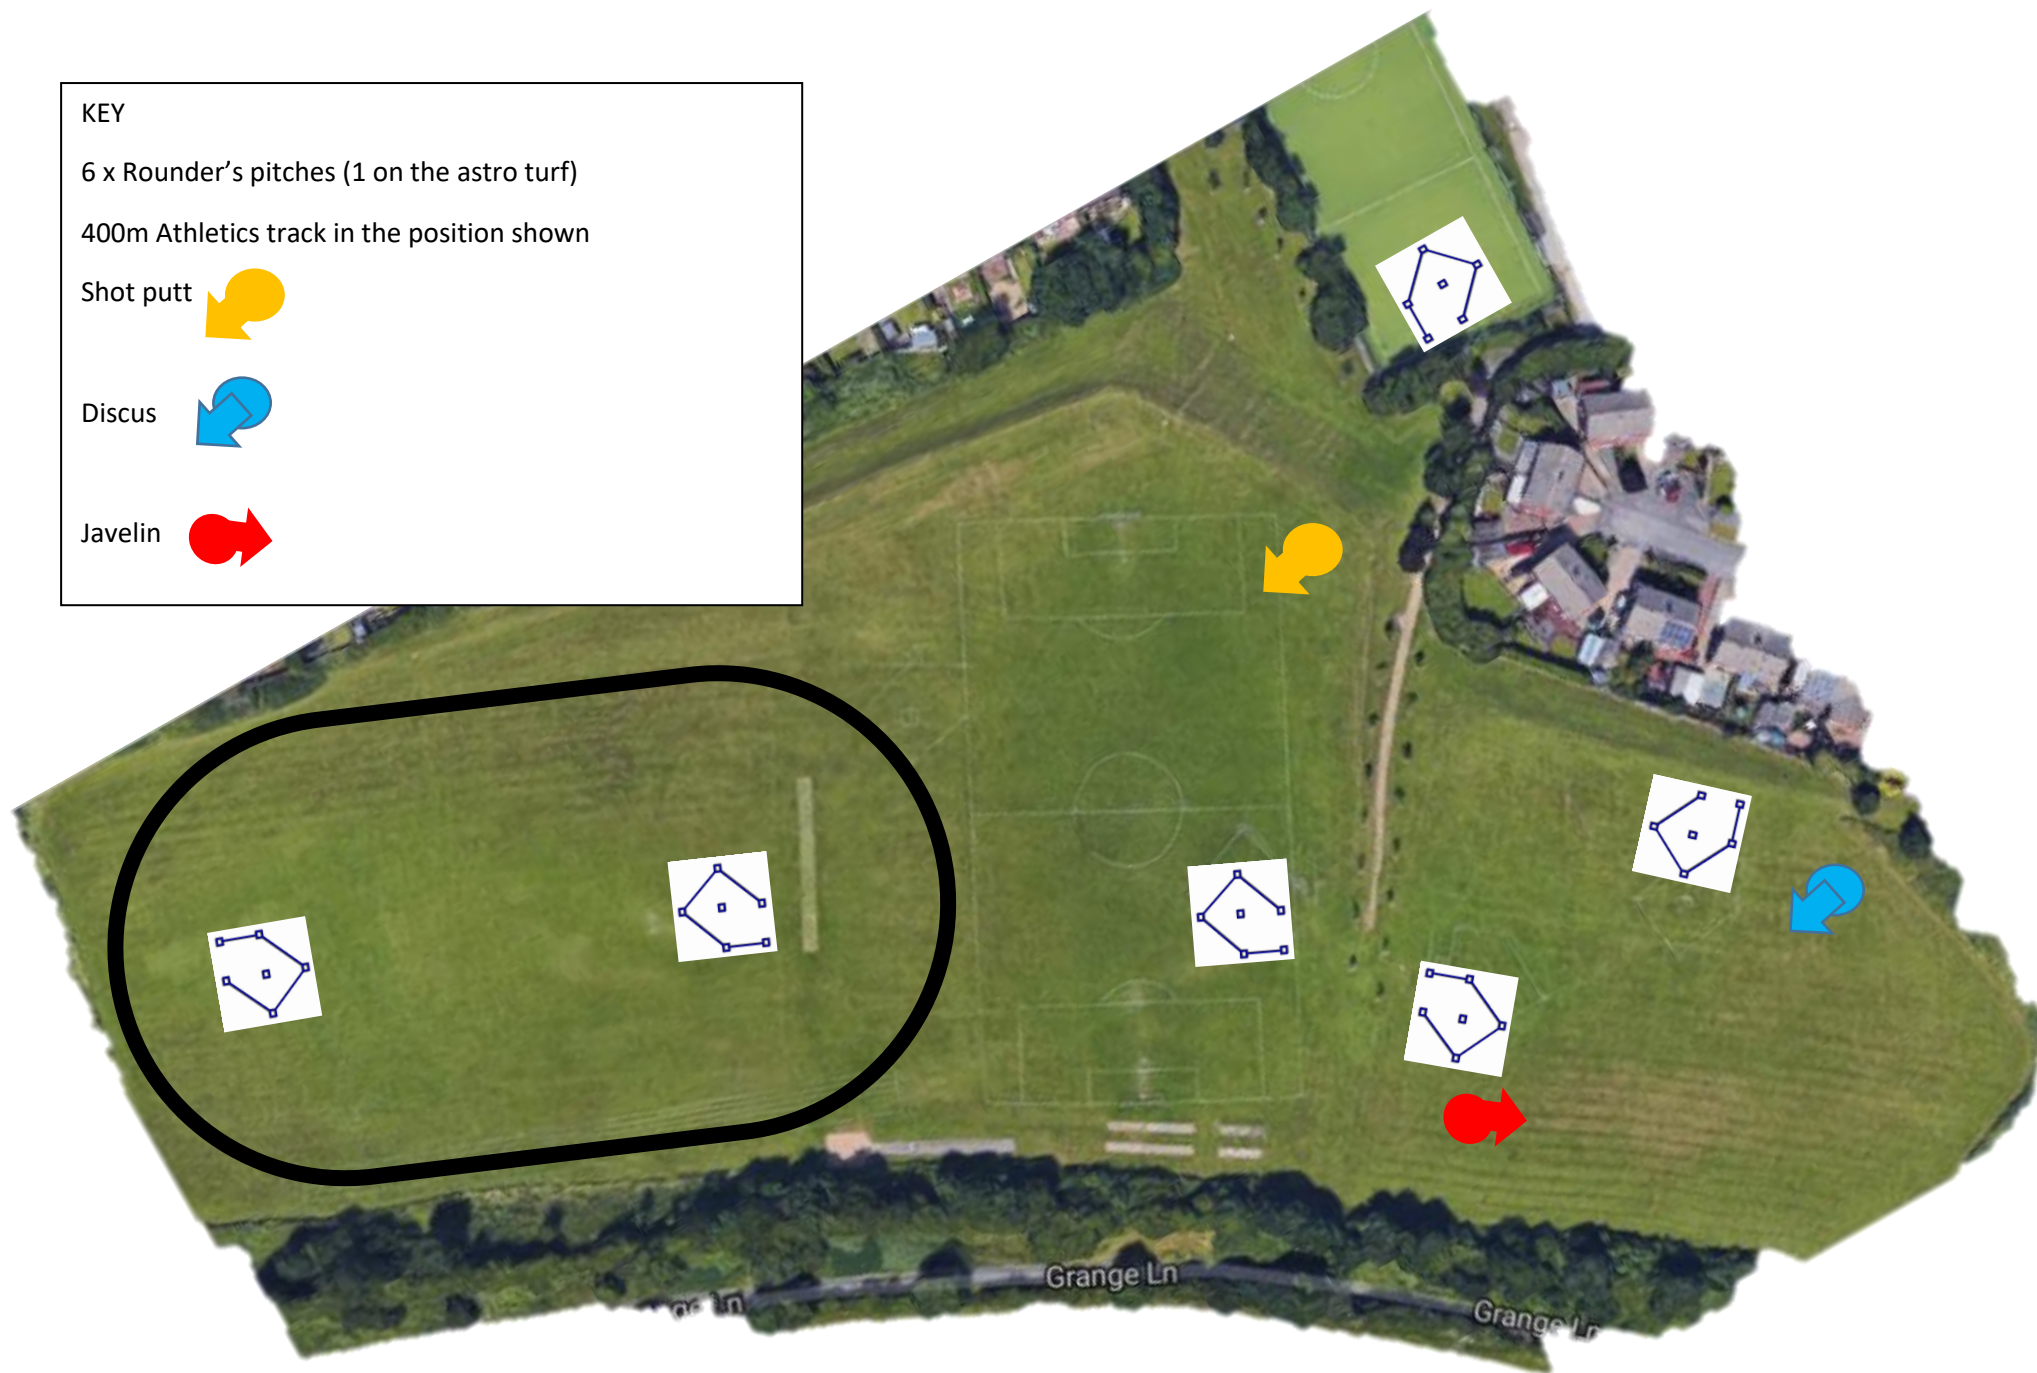 KEY
6 x Rounder's pitches (1 on the astro turf)
400m Athletics track in the position shown
Shot putt
Discus
Javelin
Grange Ln
Ln
Grange Ln